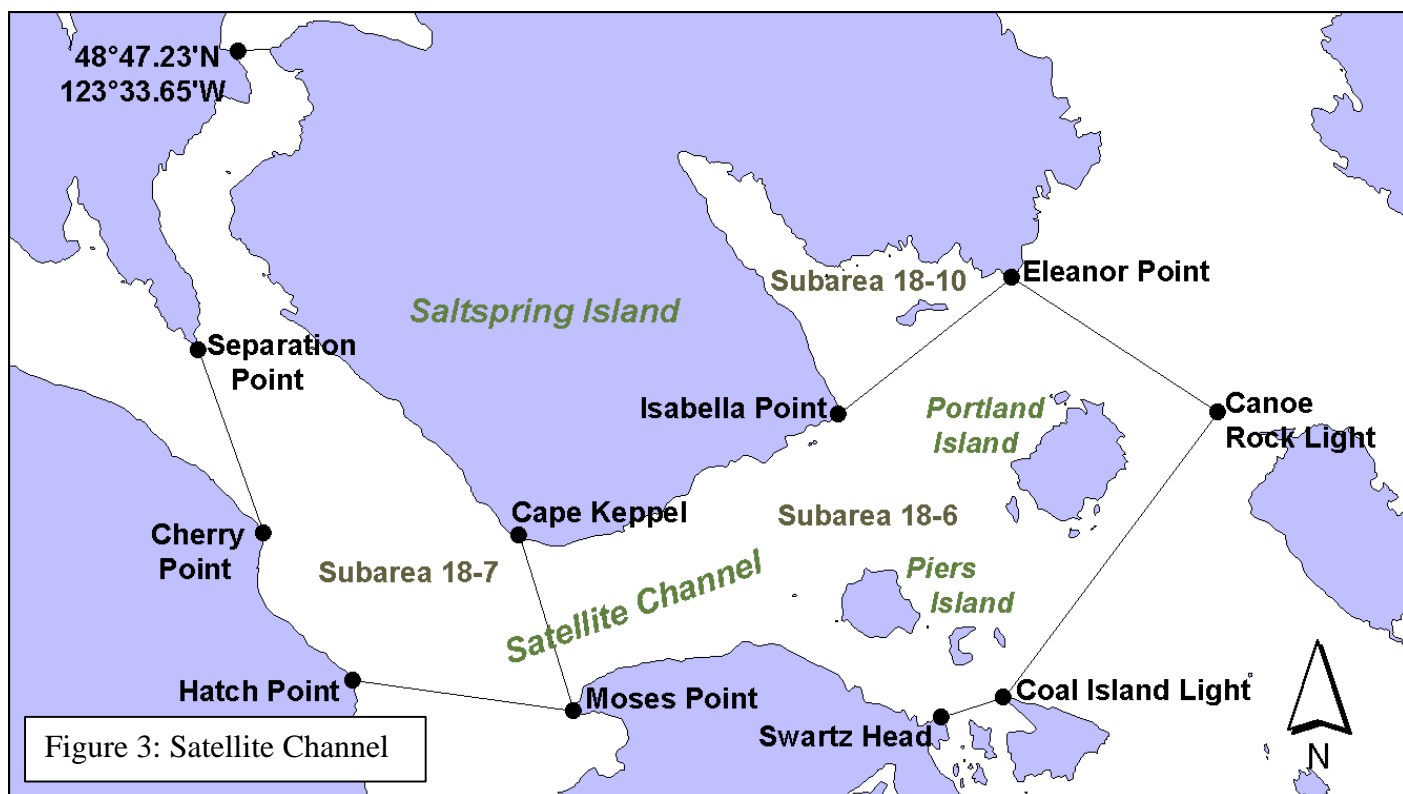 48°47.23'N
123°33.65'W
Subarea 18-10
Eleanor Point
Saltspring Island
Separation
Point
Isabella Point
Portland
Island
Canoe
Rock Light
Cape Keppel
Subarea 18-6
Cherry
Point
Subarea 18-7
Satellite Channel
Piers
Island
Hatch Point
Moses Point
Coal Island Light
Swartz Head
Figure 3: Satellite Channel
N